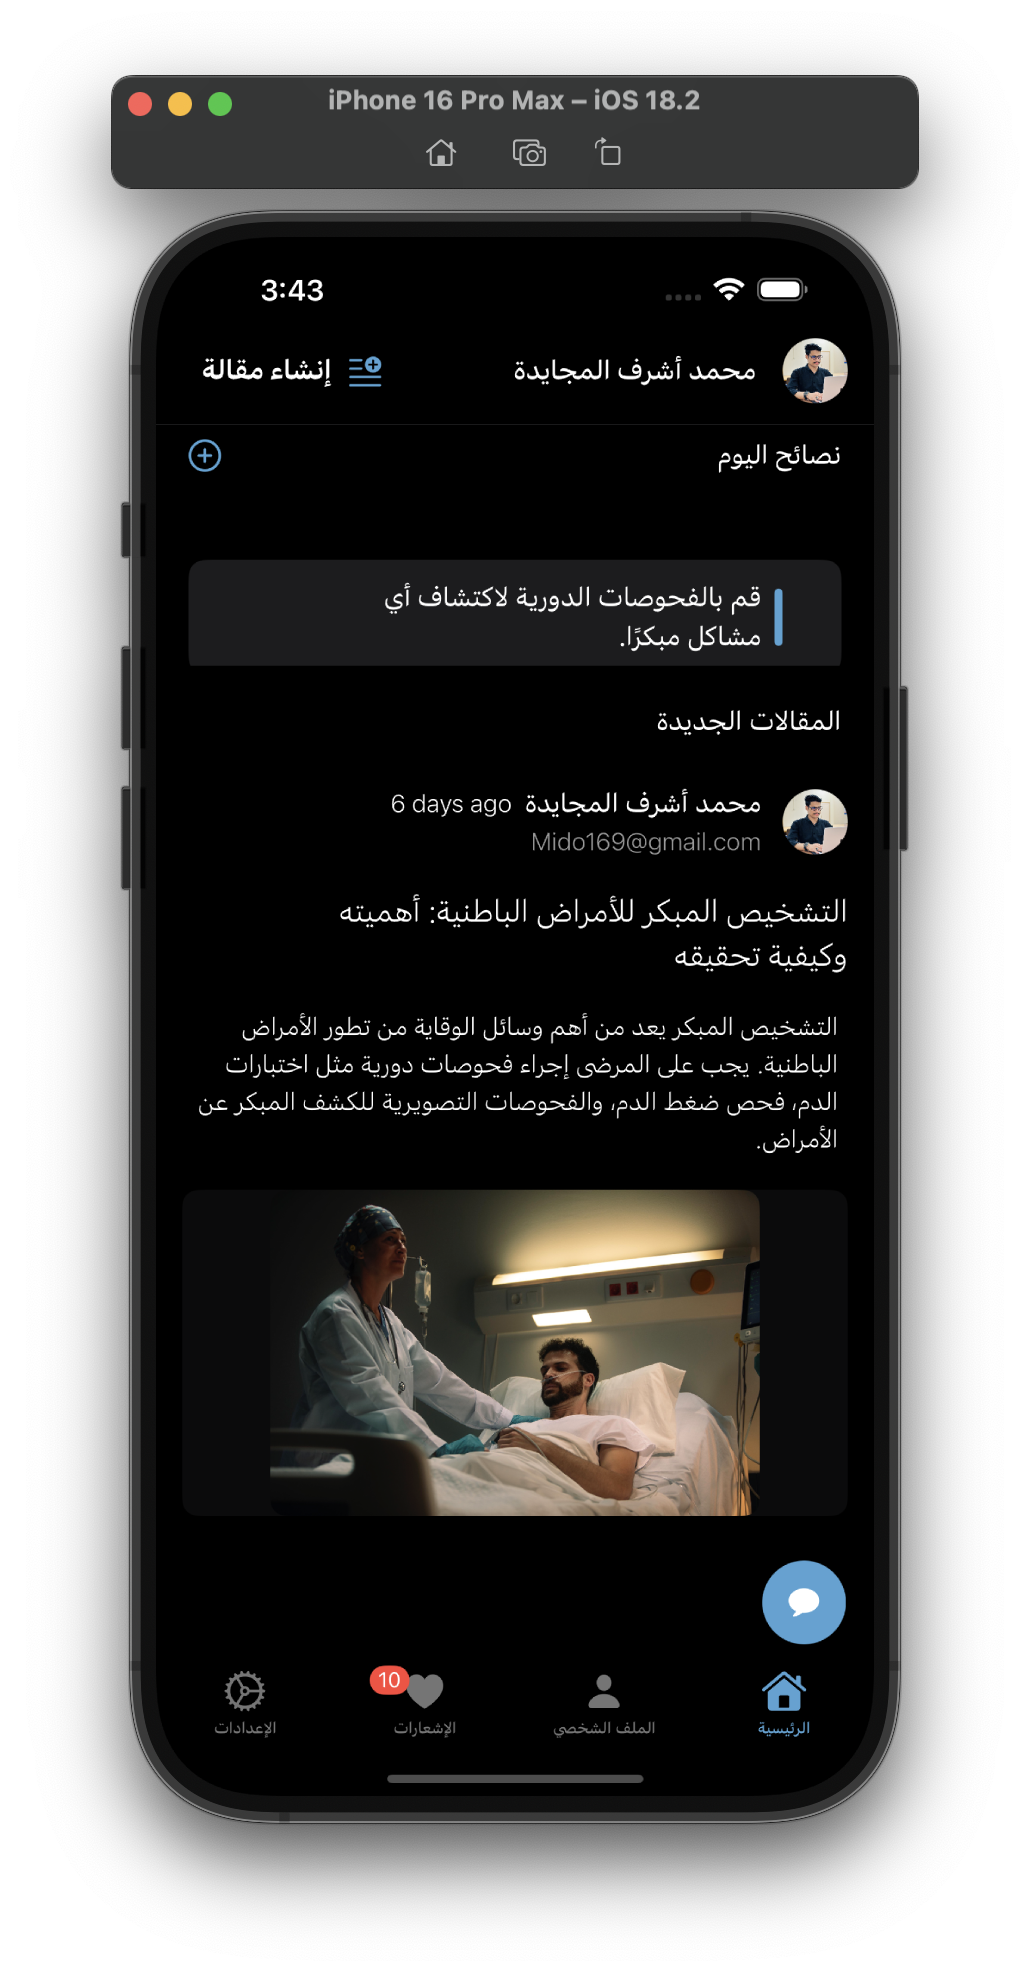 iPhone 16 Pro Max – iOS 18.2
3:43
محمد أشرف المجايدة
إنشاء مقالة
نصائح اليوم
قم بالفحوصات الدورية لاكتشاف أي
مشاكل مبكرًا.
المقالات الجديدة
محمد أشرف المجايدة 6 days ago
Mido169@gmail.com
التشخيص المبكر للأمراض الباطنية: أهميته
وكيفية تحقيقه
التشخيص المبكر يعد من أهم وسائل الوقاية من تطور الأمراض
الباطنية. يجب على المرضى إجراء فحوصات دورية مثل اختبارات
الدم، فحص ضغط الدم، والفحوصات التصويرية للكشف المبكر عن
الأمراض.
الرئيسية
الملف الشخصي
10
الإشعارات
الإعدادات